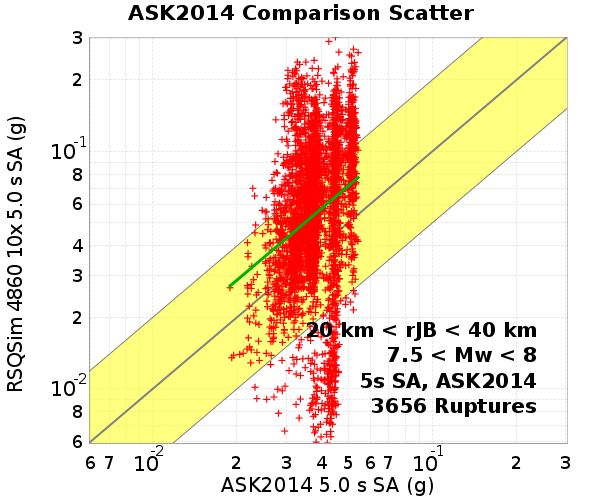 ASK2014 Comparison Scatter
RSQSim 4860 10x 5.0 s SA (g)
3
2
10-1
8
6
4
3
2
10-2
8
6
20 km < rJB < 40 km
7.5 < Mw < 8
5s SA, ASK2014
3656 Ruptures
6 7 10-2 2 3 4 5 6 7 10-1 2 3
ASK2014 5.0 s SA (g)